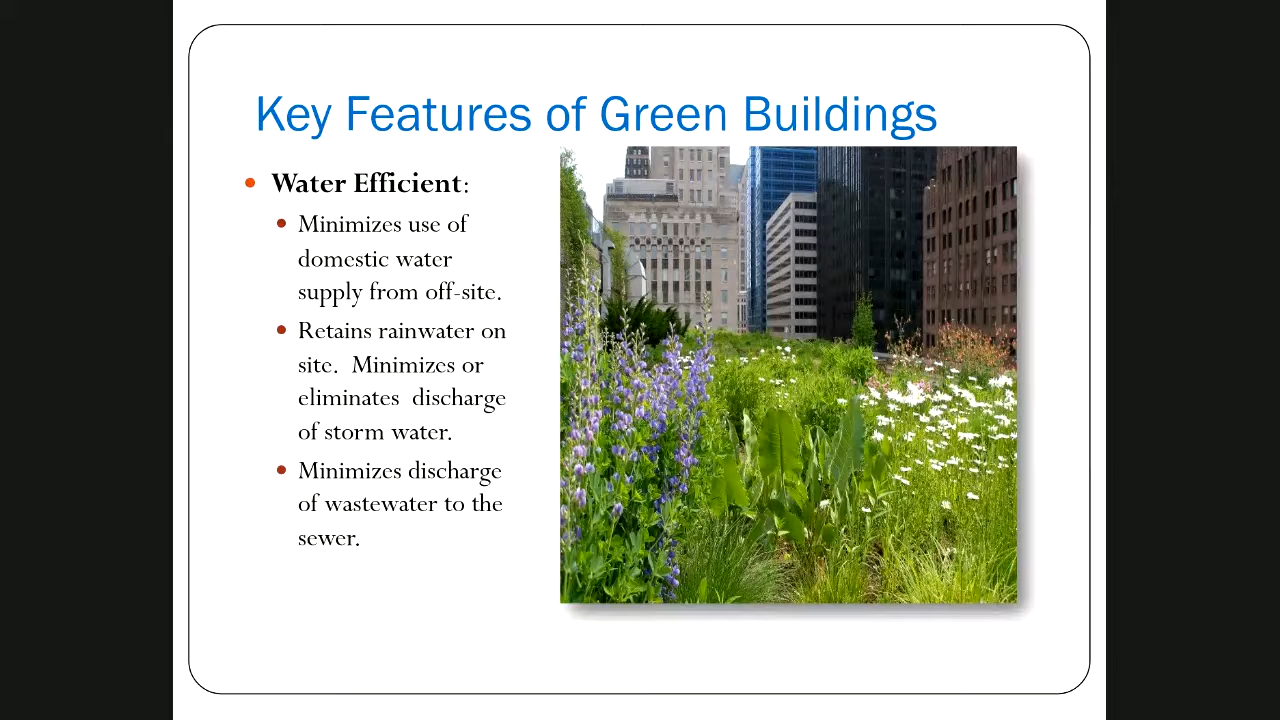 Key Features of Green Buildings
Water Efficient:
Minimizes use of
domestic water
supply from off-site.
Retains rainwater on
site.  Minimizes or
eliminates  discharge
of storm water.
Minimizes discharge
of wastewater to the
sewer.